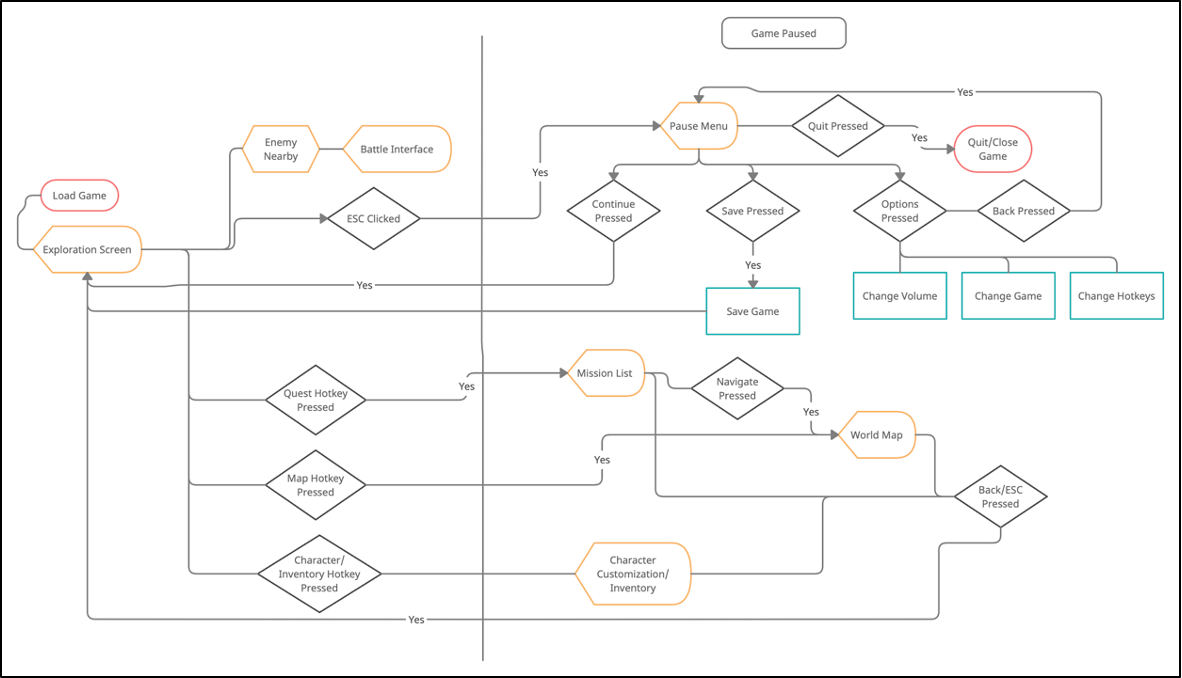 Game Paused
Yes
Pause Menu
Quit Pressed
Yes
Quit/Close
Game
Enemy
Nearby
Battle Interface
Yes
Load Game
ESC Clicked
Continue
Pressed
Save Pressed
Options
Pressed
Back Pressed
Exploration Screen
Yes
Yes
Save Game
Change Volume
Change Game
Change Hotkeys
Quest Hotkey
Pressed
Yes
Mission List
Navigate
Pressed
Yes
World Map
Map Hotkey
Pressed
Yes
Back/ESC
Pressed
Character/
Inventory Hotkey
Pressed
Character
Customization/
Inventory
Yes